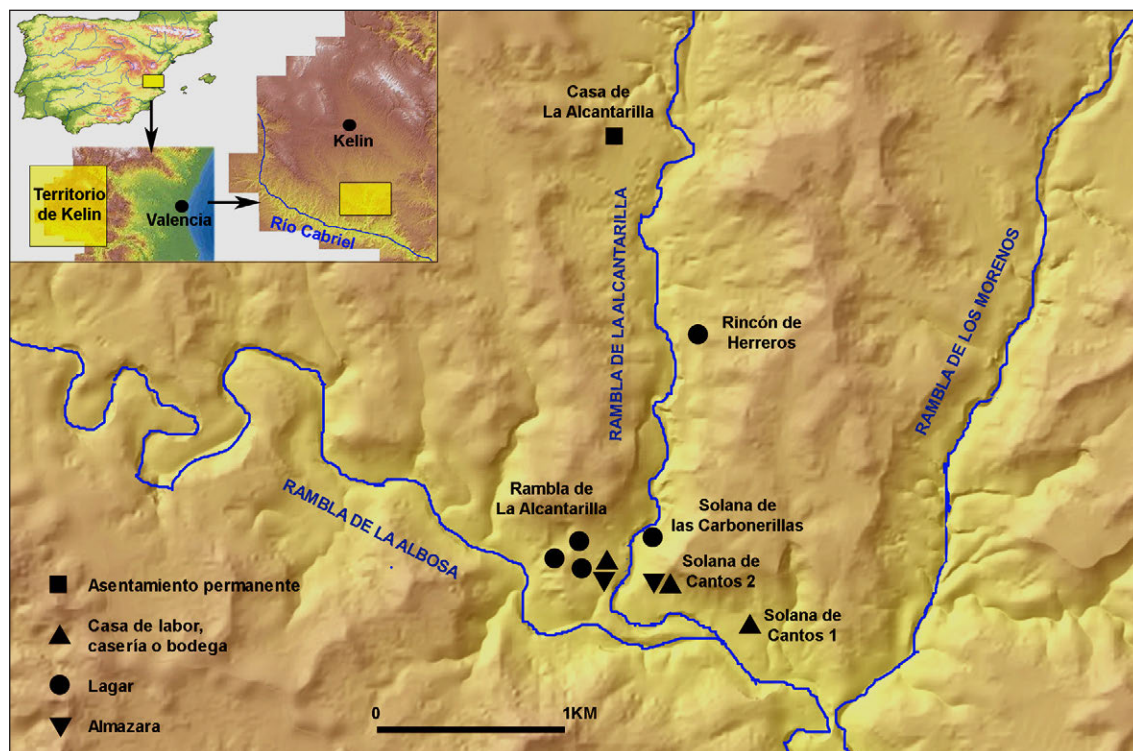 Kelin
Territorio
de Kelin
Valencia
Río Cabriel
Casa de
La Alcantarilla
RAMBLA DE LA ALCANTARILLA
RAMBLA DE LOS MORENOS
Rincón de
Herreros
RAMBLA DE LA ALBOSA
Rambla de
La Alcantarilla
Solana de
las Carbonerillas
Solana de
Cantos 2
Solana de
Cantos 1
Asentamiento permanente
Casa de labor,
casería o bodega
Lagar
Almazara
0 1KM